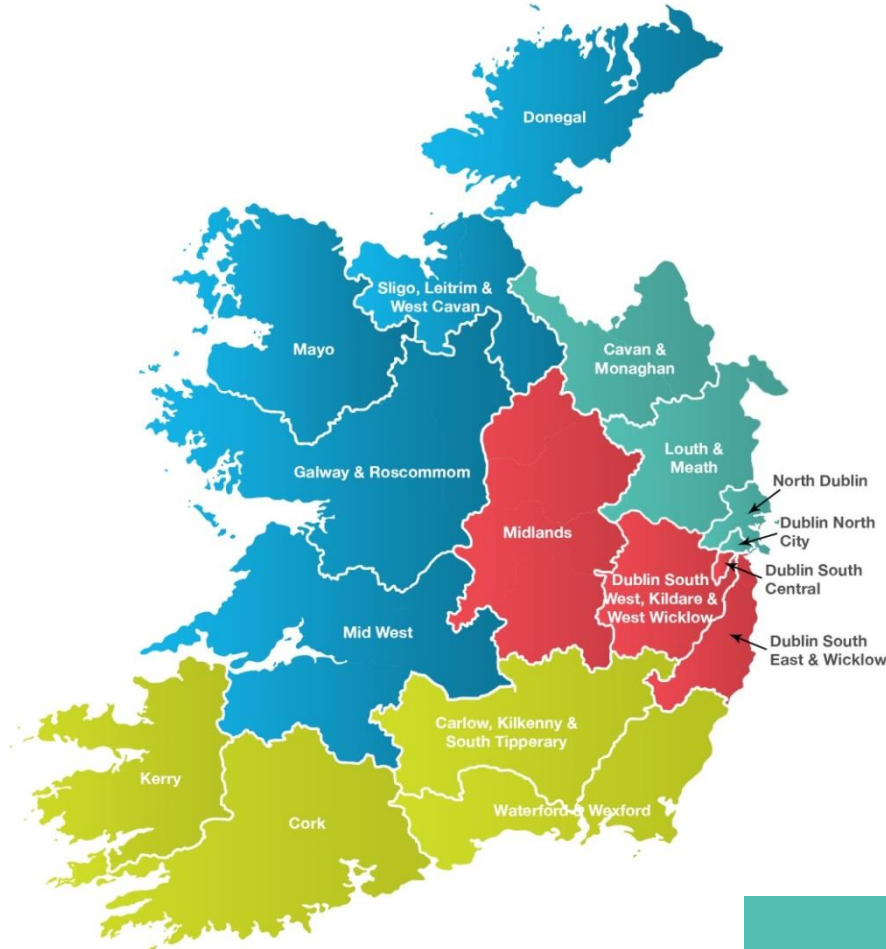 Donegal
Sligo, Leitrim &
West Cavan
Mayo
Cavan &
Monaghan
Louth &
Meath
Galway & Roscommom
North Dublin
Dublin North
City
Midlands
Dublin South
Central
Dublin South
West, Kildare &
West Wicklow
Mid West
Dublin South
East & Wicklow
Carlow, Kilkenny &
South Tipperary
Kerry
Waterford & Wexford
Cork